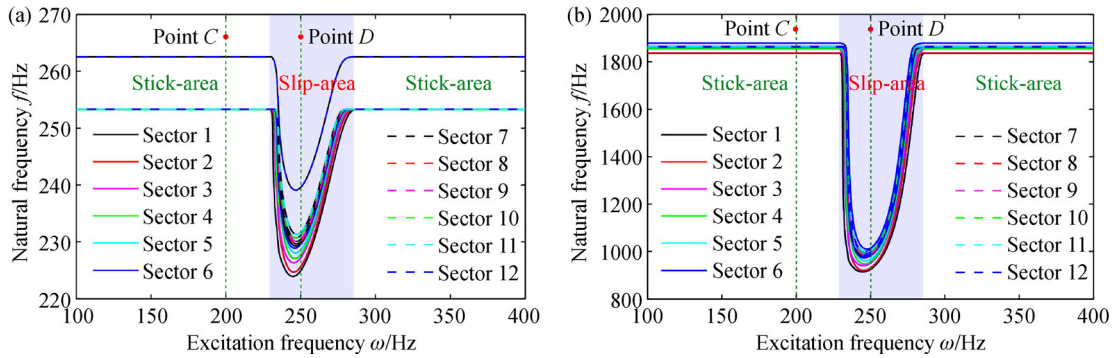 (a)
270
260
250
240
230
220
Natural frequency f/Hz
Point C
Point D
Stick-area
Slip-area
Stick-area
Sector 1
Sector 2
Sector 3
Sector 4
Sector 5
Sector 6
Sector 7
Sector 8
Sector 9
Sector 10
Sector 11
Sector 12
100 150 200 250 300 350 400
Excitation frequency ω/Hz
(b)
2000
1800
1600
1400
1200
1000
800
Natural frequency f/Hz
Point C
Point D
Stick-area
Slip-area
Stick-area
Sector 1
Sector 2
Sector 3
Sector 4
Sector 5
Sector 6
Sector 7
Sector 8
Sector 9
Sector 10
Sector 11
Sector 12
100 150 200 250 300 350 400
Excitation frequency ω/Hz